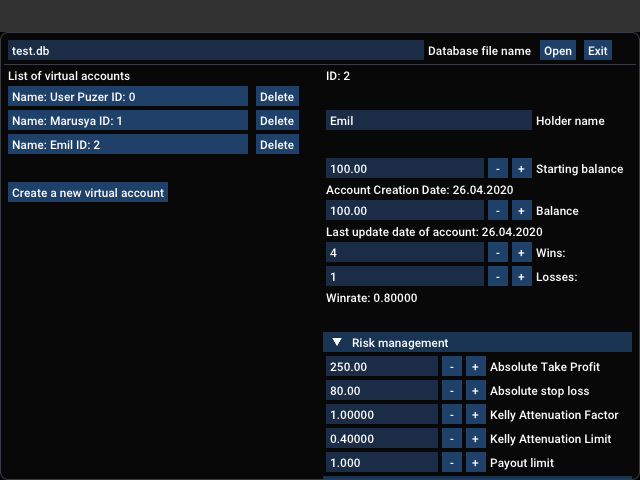 test.db Database file name Open Exit
List of virtual accounts
Name: User Puzer ID: 0 Delete
Name: Marusya ID: 1 Delete
Name: Emil ID: 2 Delete
Create a new virtual account
ID: 2
Emil Holder name
100.00 - + Starting balance
Account Creation Date: 26.04.2020
100.00 - + Balance
Last update date of account: 26.04.2020
4 - + Wins:
1 - + Losses:
Winrate: 0.80000
Risk management
250.00 - + Absolute Take Profit
80.00 - + Absolute stop loss
1.00000 - + Kelly Attenuation Factor
0.40000 - + Kelly Attenuation Limit
1.000 - + Payout limit